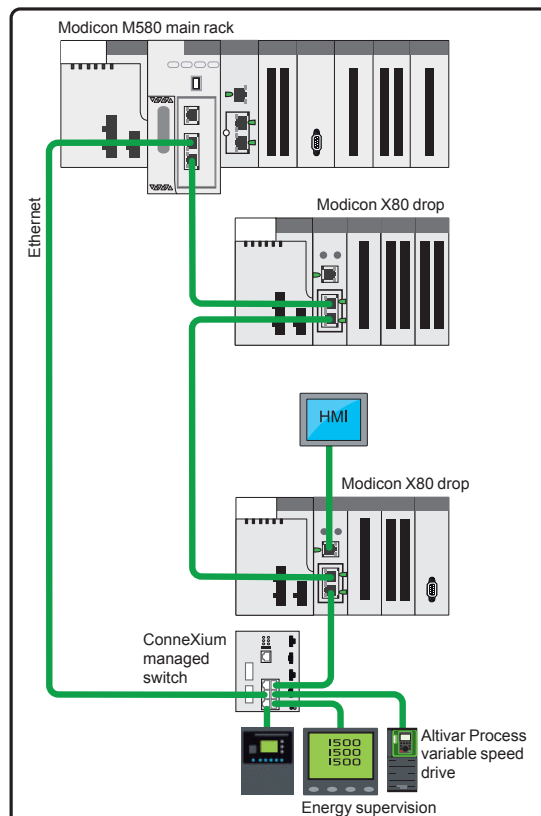 Modicon M580 main rack
Ethernet
Modicon X80 drop
HMI
Modicon X80 drop
ConneXium
managed
switch
1500
1500
1500
Altivar Process
variable speed
drive
Energy supervision